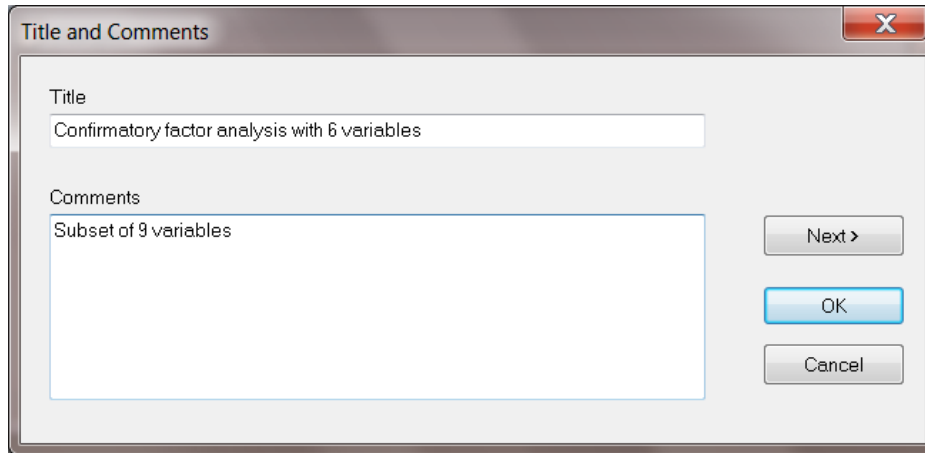 Title and Comments
Title
Confirmatory factor analysis with 6 variables
Comments
Subset of 9 variables
Next >
OK
Cancel